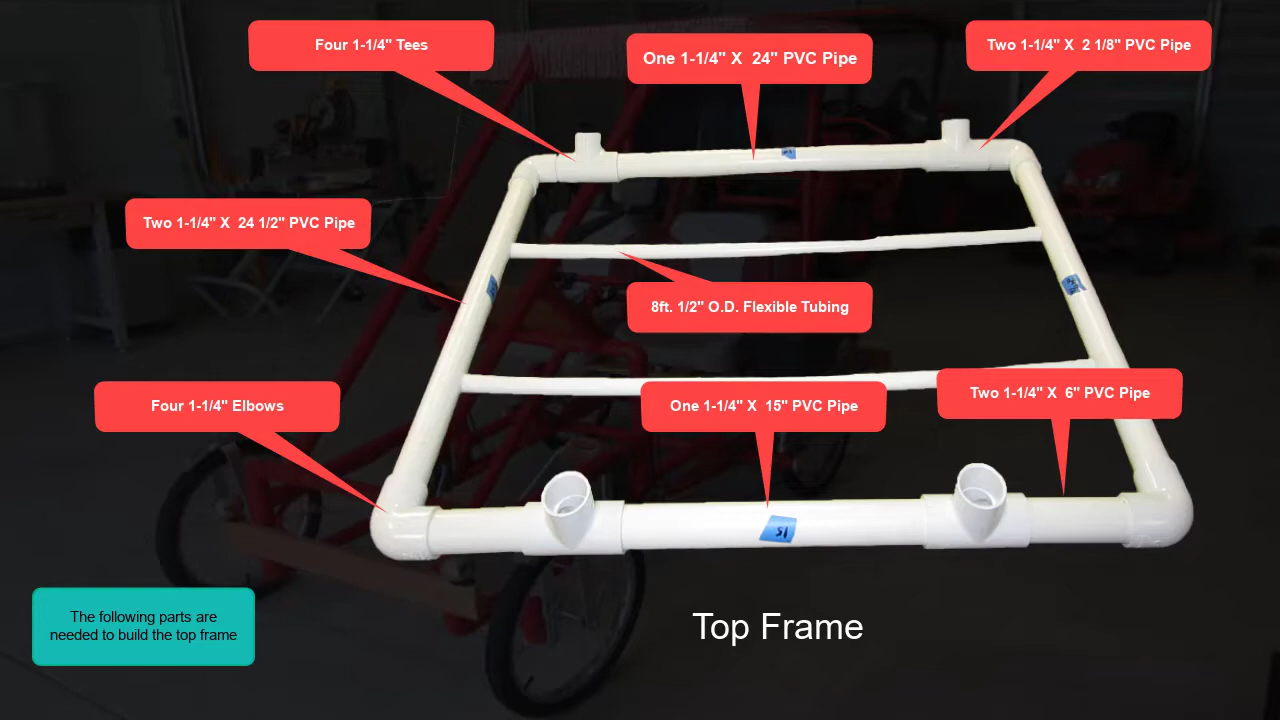 Four 1-1/4" Tees
One 1-1/4" X 24" PVC Pipe
Two 1-1/4" X 2 1/8" PVC Pipe
Two 1-1/4" X 24 1/2" PVC Pipe
8ft. 1/2" O.D. Flexible Tubing
Four 1-1/4" Elbows
One 1-1/4" X 15" PVC Pipe
Two 1-1/4" X 6" PVC Pipe
15
The following parts are
needed to build the top frame
Top Frame